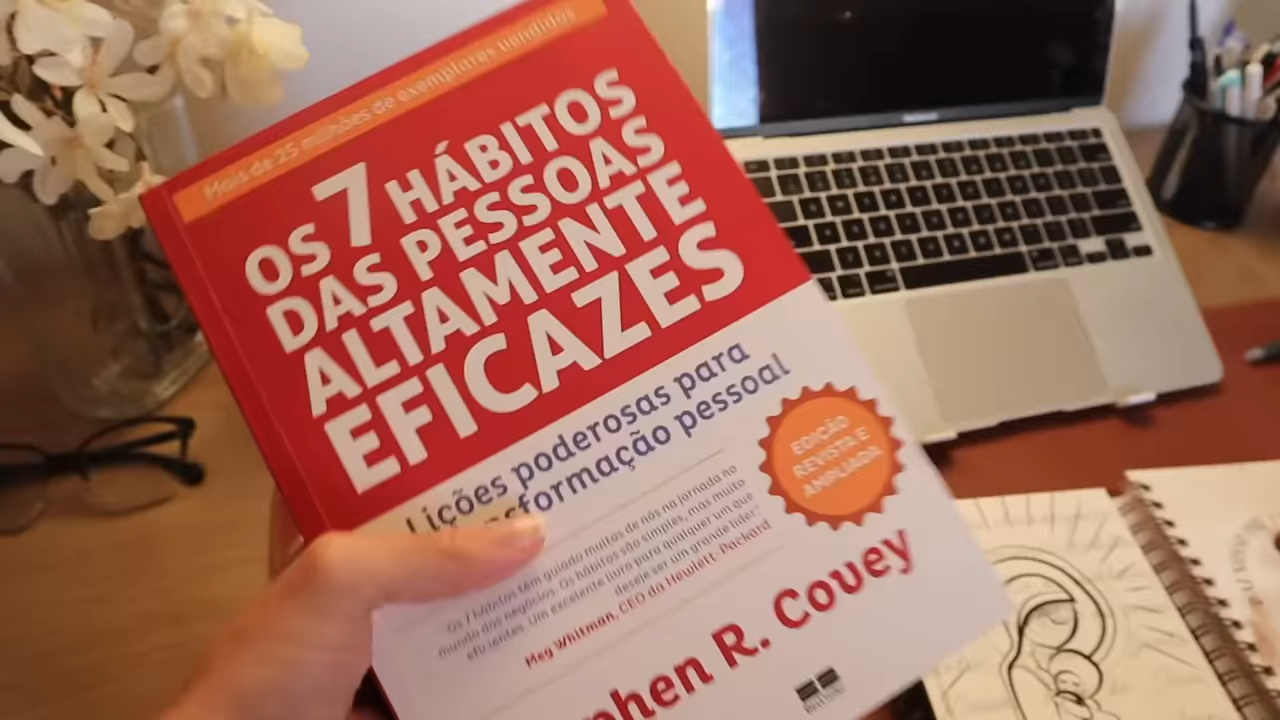 Mais de 25 milhões de exemplares vendidos
OS 7 HÁBITOS
DAS PESSOAS
ALTAMENTE
EFICAZES
Lições poderosas para
nsformação pessoal
EDIÇÃO
REVISTA E
AMPLIADA
"Os 7 hábitos têm guiado muitos de nós na jornada no
mundo dos negócios. Os hábitos são simples, mas muito
eficientes. Um excelente livro para qualquer um que
deseje ser um grande líder."
Meg Whitman, CEO da Hewlett-Packard
phen R. Covey